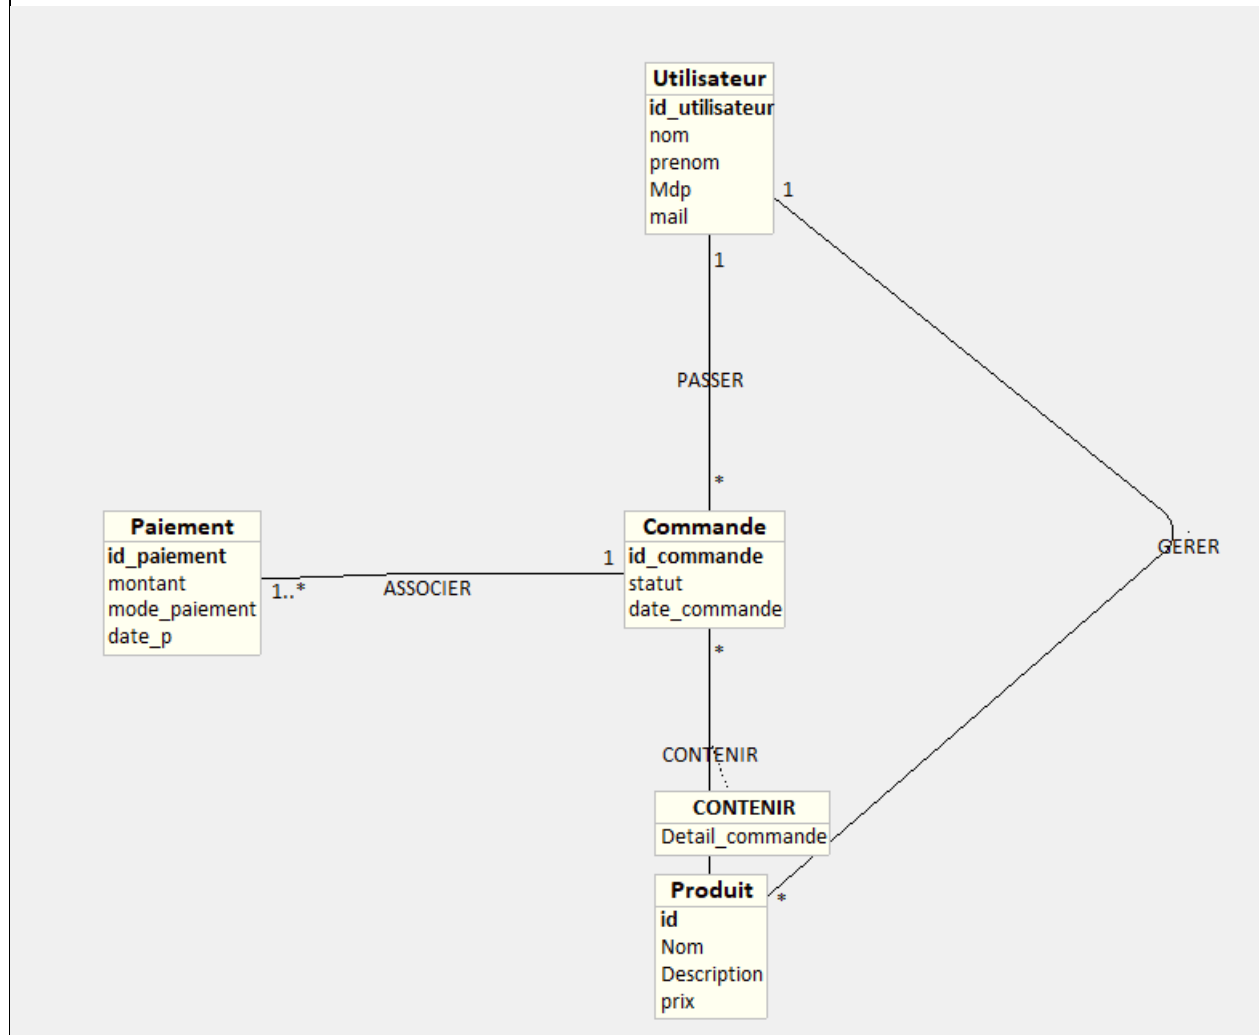 Utilisateur
id_utilisateur
nom
prenom
Mdp
mail
1
1
PASSER
*
GERER
Paiement
id_paiement
montant
mode_paiement
date_p
1..*
ASSOCIER
1
Commande
id_commande
statut
date_commande
*
CONTENIR
CONTENIR
Detail_commande
Produit
id
Nom
Description
prix
*